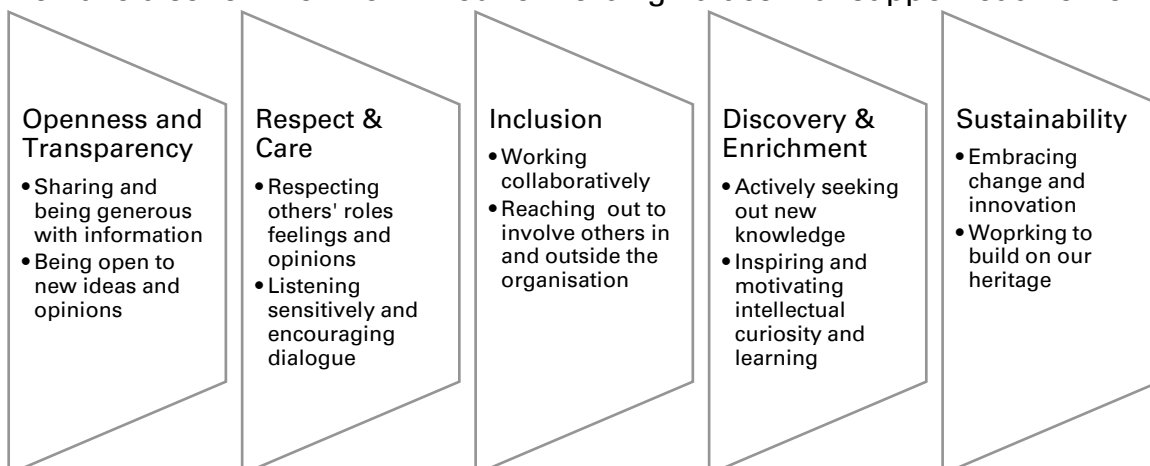 Openness and
Transparency
•Sharing and
being generous
with information
•Being open to
new ideas and
opinions
Respect &
Care
•Respecting
others' roles
feelings and
opinions
•Listening
sensitively and
encouraging
dialogue
Inclusion
•Working
collaboratively
•Reaching out to
involve others in
and outside the
organisation
Discovery &
Enrichment
•Actively seeking
out new
knowledge
•Inspiring and
motivating
intellectual
curiosity and
learning
Sustainability
•Embracing
change and
innovation
•Woprking to
build on our
heritage